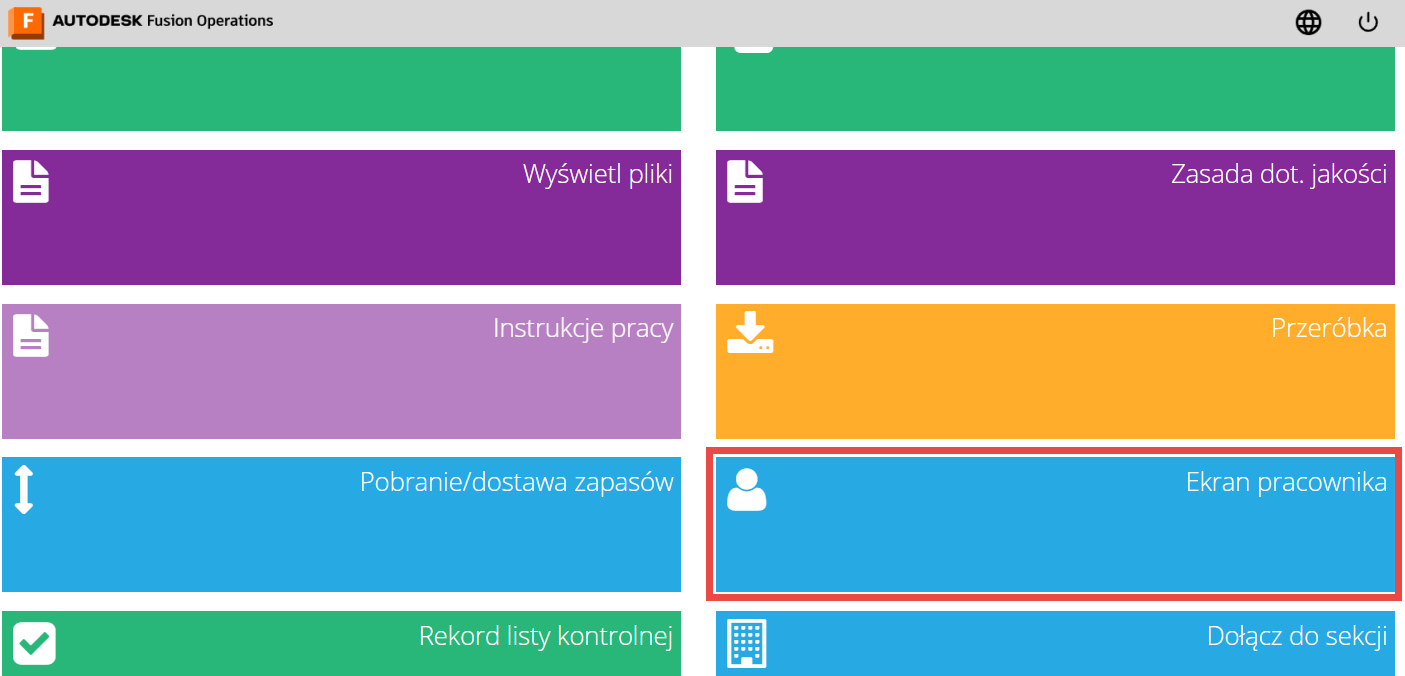 F AUTODESK Fusion Operations
Wyświetl pliki
Zasada dot. jakości
Instrukcje pracy
Przeróbka
Pobranie/dostawa zapasów
Ekran pracownika
Rekord listy kontrolnej
Dołącz do sekcji